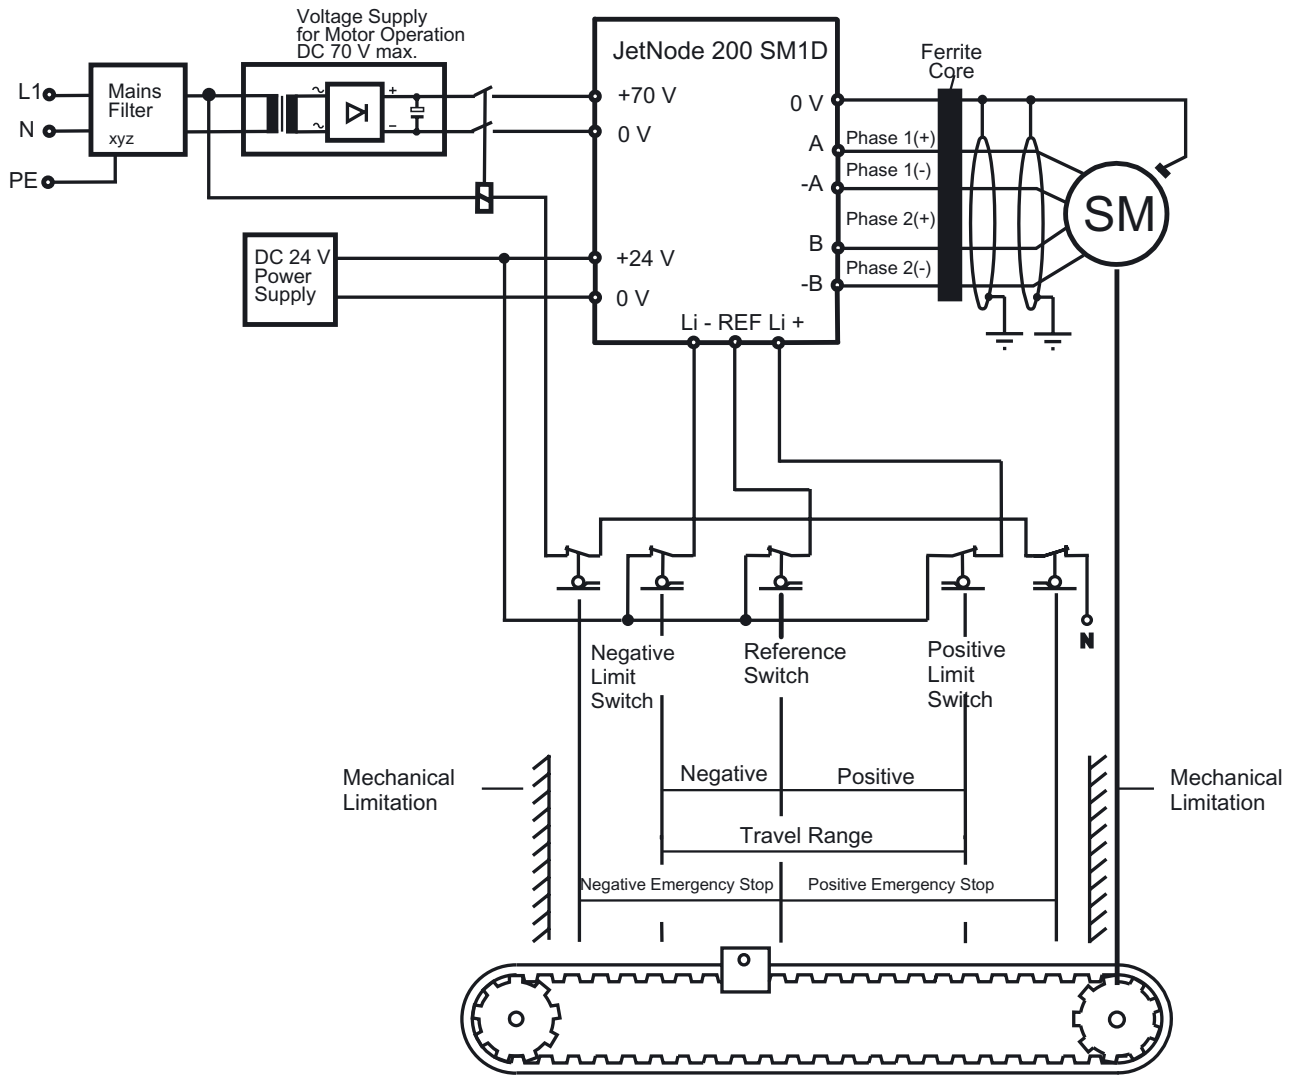 Voltage Supply
for Motor Operation
DC 70 V max.
JetNode 200 SM1D
Ferrite
Core
L1
N
PE
Mains
Filter
xyz
~
~
+
–
+70 V
0 V
0 V
A
-A
B
-B
Phase 1(+)
Phase 1(-)
Phase 2(+)
Phase 2(-)
SM
DC 24 V
Power
Supply
+24 V
0 V
Li - REF Li +
N
Negative
Limit
Switch
Reference
Switch
Positive
Limit
Switch
Mechanical
Limitation
Negative
Positive
Mechanical
Limitation
Travel Range
Negative Emergency Stop
Positive Emergency Stop